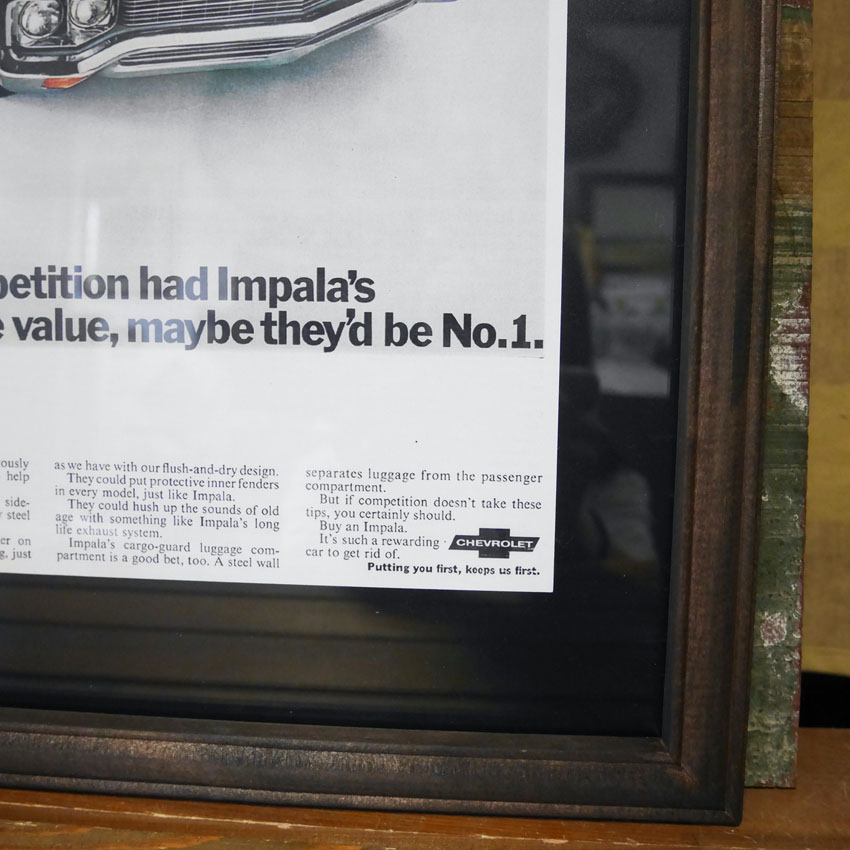 petition had Impala's
e value, maybe they'd be No.1.
ously
help
side-
steel
er on
g, just
as we have with our flush-and-dry design.
They could put protective inner fenders
in every model, just like Impala.
They could hush up the sounds of old
age with something like Impala's long
life exhaust system.
Impala's cargo-guard luggage com-
partment is a good bet, too. A steel wall
separates luggage from the passenger
compartment.
But if competition doesn't take these
tips, you certainly should.
Buy an Impala.
It's such a rewarding
car to get rid of.
CHEVROLET
Putting you first, keeps us first.